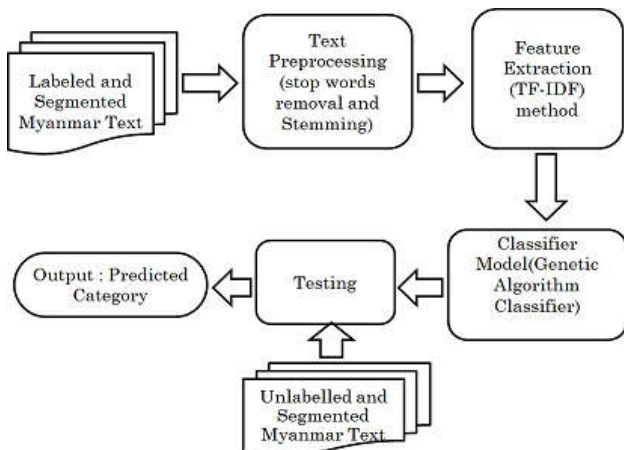 Labeled and
Segmented
Myanmar Text
Text
Preprocessing
(stop words
removal and
Stemming)
Feature
Extraction
(TF-IDF)
method
Classifier
Model(Genetic
Algorithm
Classifier)
Testing
Output : Predicted
Category
Unlabelled and
Segmented
Myanmar Text